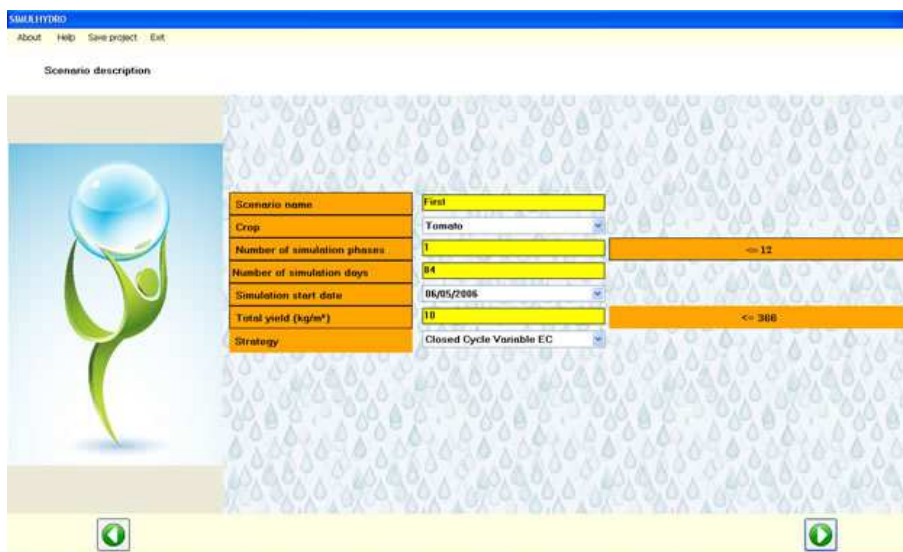 SIMULHYDRO
About Help Save project Exit
Scenario description
Scenario name First
Crop Tomato
Number of simulation phases 1 <= 12
Number of simulation days 84
Simulation start date 06/05/2006
Total yield (kg/m²) 10 <= 366
Strategy Closed Cycle Variable EC